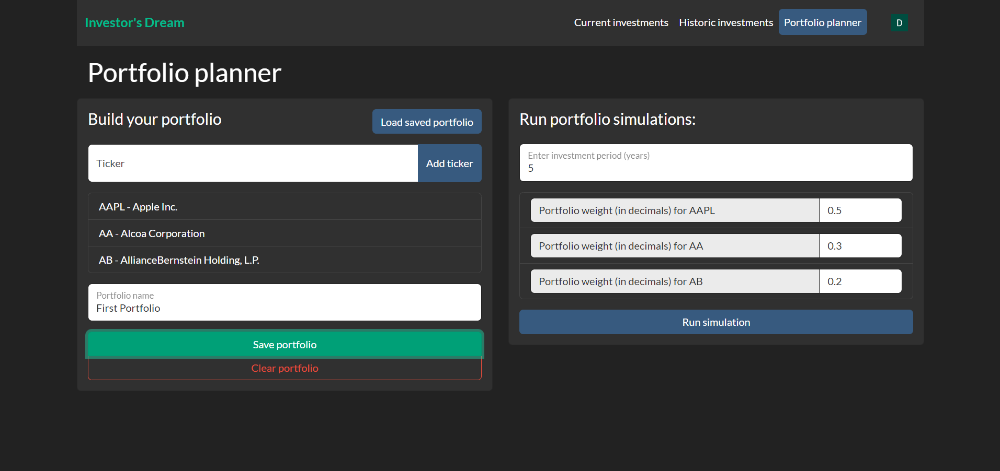 Investor's Dream
Current investments
Historic investments
Portfolio planner
D
Portfolio planner
Build your portfolio
Load saved portfolio
Ticker
Add ticker
AAPL - Apple Inc.
AA - Alcoa Corporation
AB - AllianceBernstein Holding, L.P.
Portfolio name
First Portfolio
Save portfolio
Clear portfolio
Run portfolio simulations:
Enter investment period (years)
5
Portfolio weight (in decimals) for AAPL 0.5
Portfolio weight (in decimals) for AA 0.3
Portfolio weight (in decimals) for AB 0.2
Run simulation